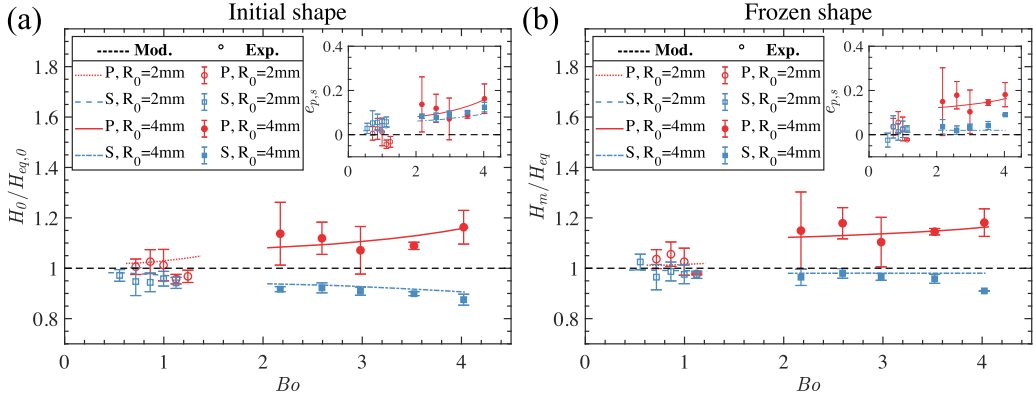 (a)
Initial shape
Mod. Exp.
P, R0=2mm P, R0=2mm
S, R0=2mm S, R0=2mm
P, R0=4mm P, R0=4mm
S, R0=4mm S, R0=4mm
H0/Heq,0
1.8
1.6
1.4
1.2
1
0.8
0 1 2 3 4
Bo
ep,s
0.4
0.2
0
0 2 4
(b)
Frozen shape
Mod. Exp.
P, R0=2mm P, R0=2mm
S, R0=2mm S, R0=2mm
P, R0=4mm P, R0=4mm
S, R0=4mm S, R0=4mm
Hm/Heq
1.8
1.6
1.4
1.2
1
0.8
0 1 2 3 4
Bo
ep,s
0.4
0.2
0
0 2 4